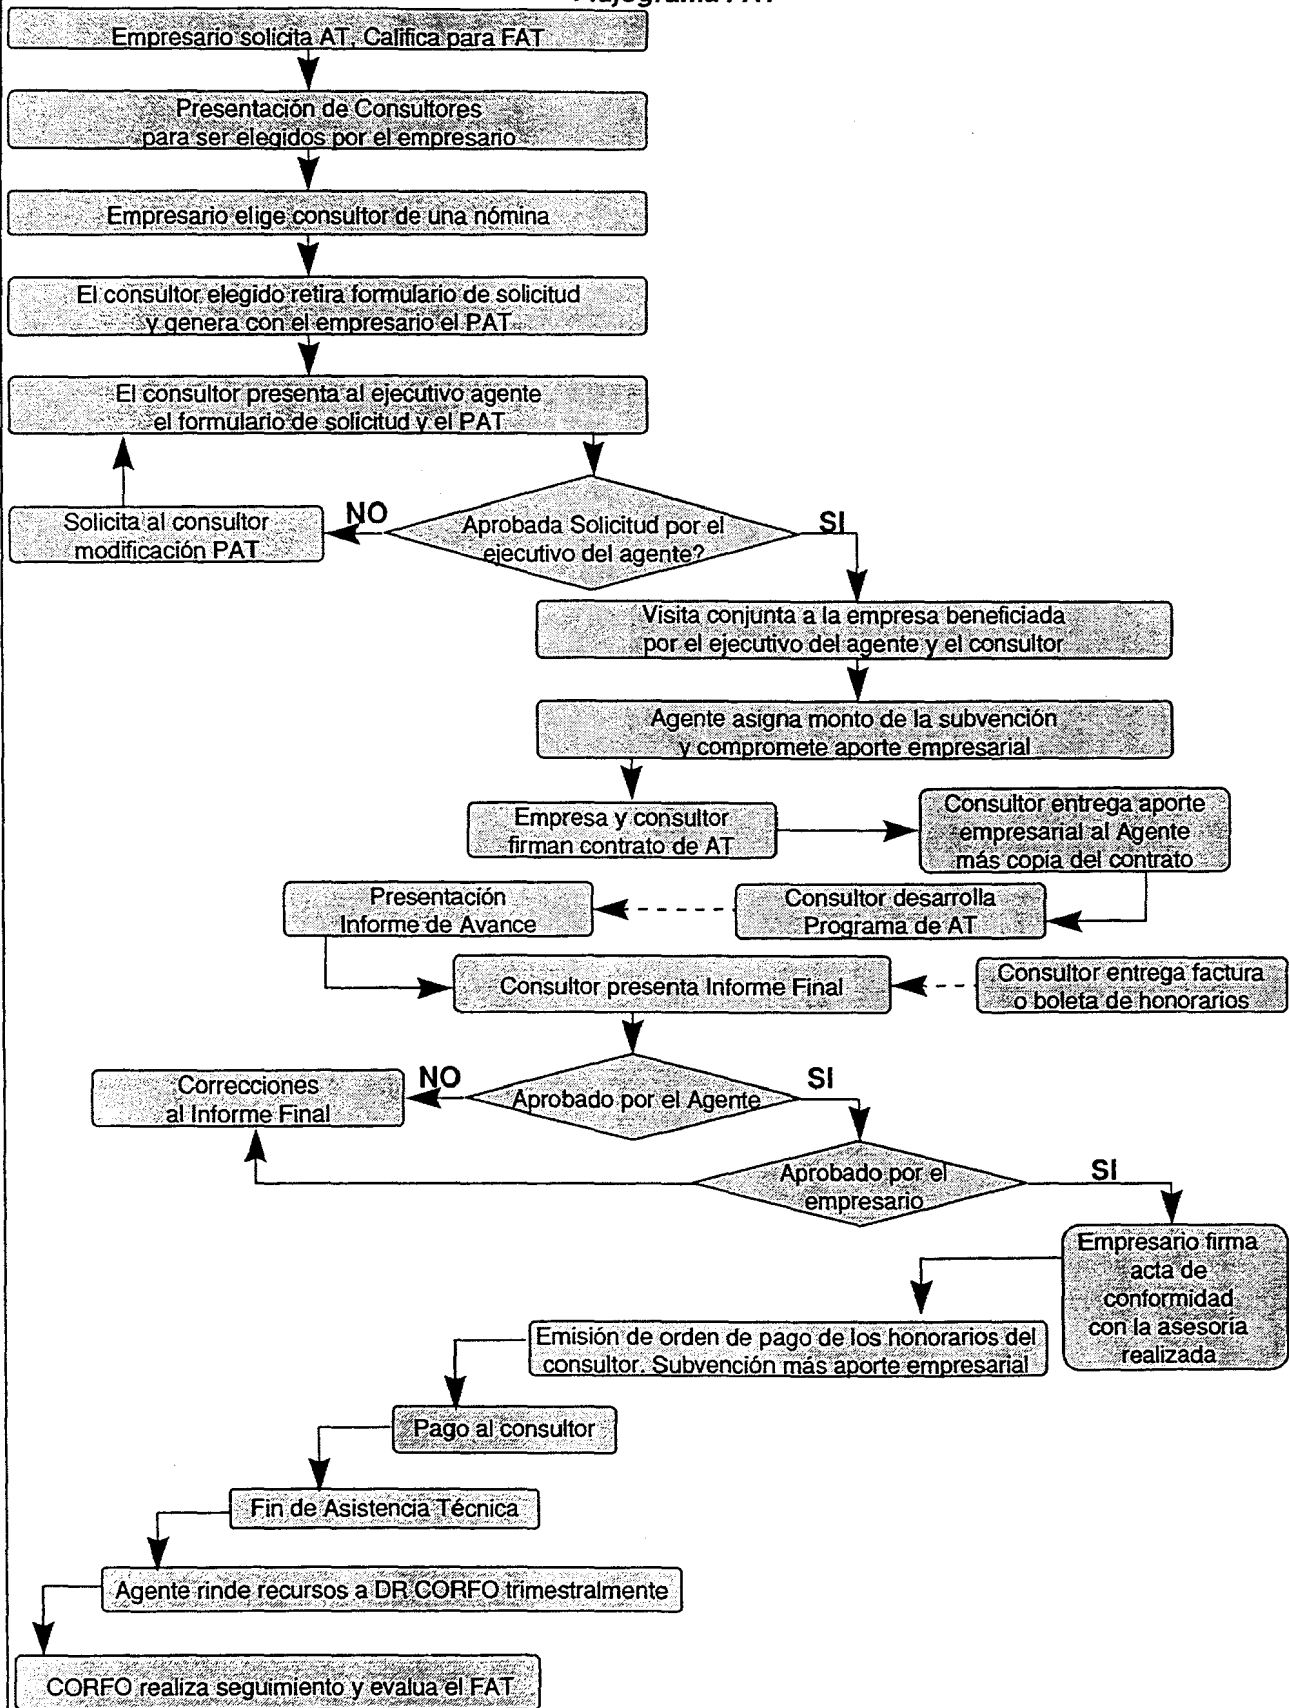 Flujograma FAT
Empresario solicita AT, Califica para FAT
Presentación de Consultores
para ser elegidos por el empresario
Empresario elige consultor de una nómina
El consultor elegido retira formulario de solicitud
y genera con el empresario el PAT
El consultor presenta al ejecutivo agente
el formulario de solicitud y el PAT
Solicita al consultor
modificación PAT
NO
Aprobada Solicitud por el
ejecutivo del agente?
SI
Visita conjunta a la empresa beneficiada
por el ejecutivo del agente y el consultor
Agente asigna monto de la subvención
y compromete aporte empresarial
Empresa y consultor
firman contrato de AT
Consultor entrega aporte
empresarial al Agente
más copia del contrato
Presentación
Informe de Avance
Consultor desarrolla
Programa de AT
Consultor presenta Informe Final
Consultor entrega factura
o boleta de honorarios
Correcciones
al Informe Final
NO
Aprobado por el Agente
SI
Aprobado por el
empresario
SI
Empresario firma
acta de
conformidad
con la asesoria
realizada
Emisión de orden de pago de los honorarios del
consultor. Subvención más aporte empresarial
Pago al consultor
Fin de Asistencia Técnica
Agente rinde recursos a DR CORFO trimestralmente
CORFO realiza seguimiento y evalua el FAT